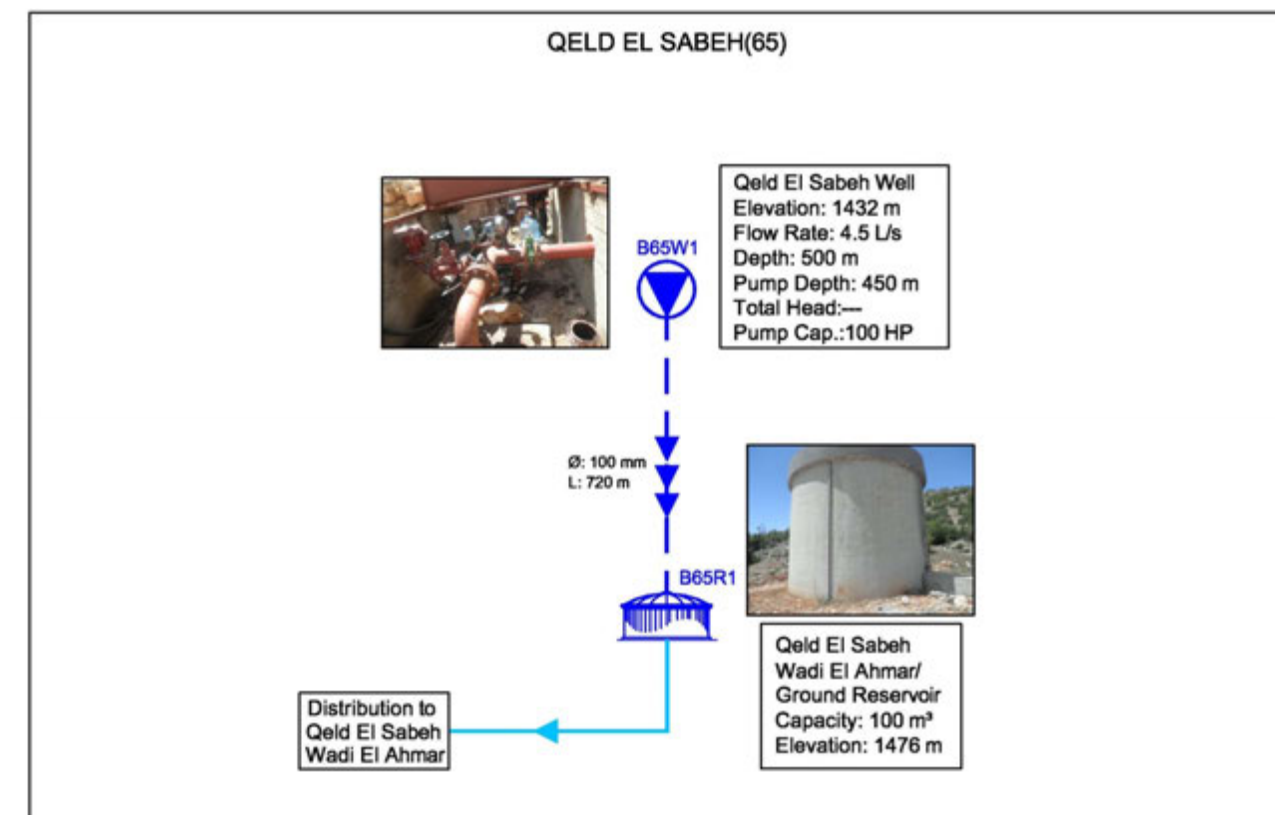 QELD EL SABEH(65)
Qeld El Sabeh Well
Elevation: 1432 m
Flow Rate: 4.5 L/s
Depth: 500 m
Pump Depth: 450 m
Total Head:---
Pump Cap.:100 HP
B65W1
Ø: 100 mm
L: 720 m
B65R1
Qeld El Sabeh
Wadi El Ahmar/
Ground Reservoir
Capacity: 100 m³
Elevation: 1476 m
Distribution to
Qeld El Sabeh
Wadi El Ahmar